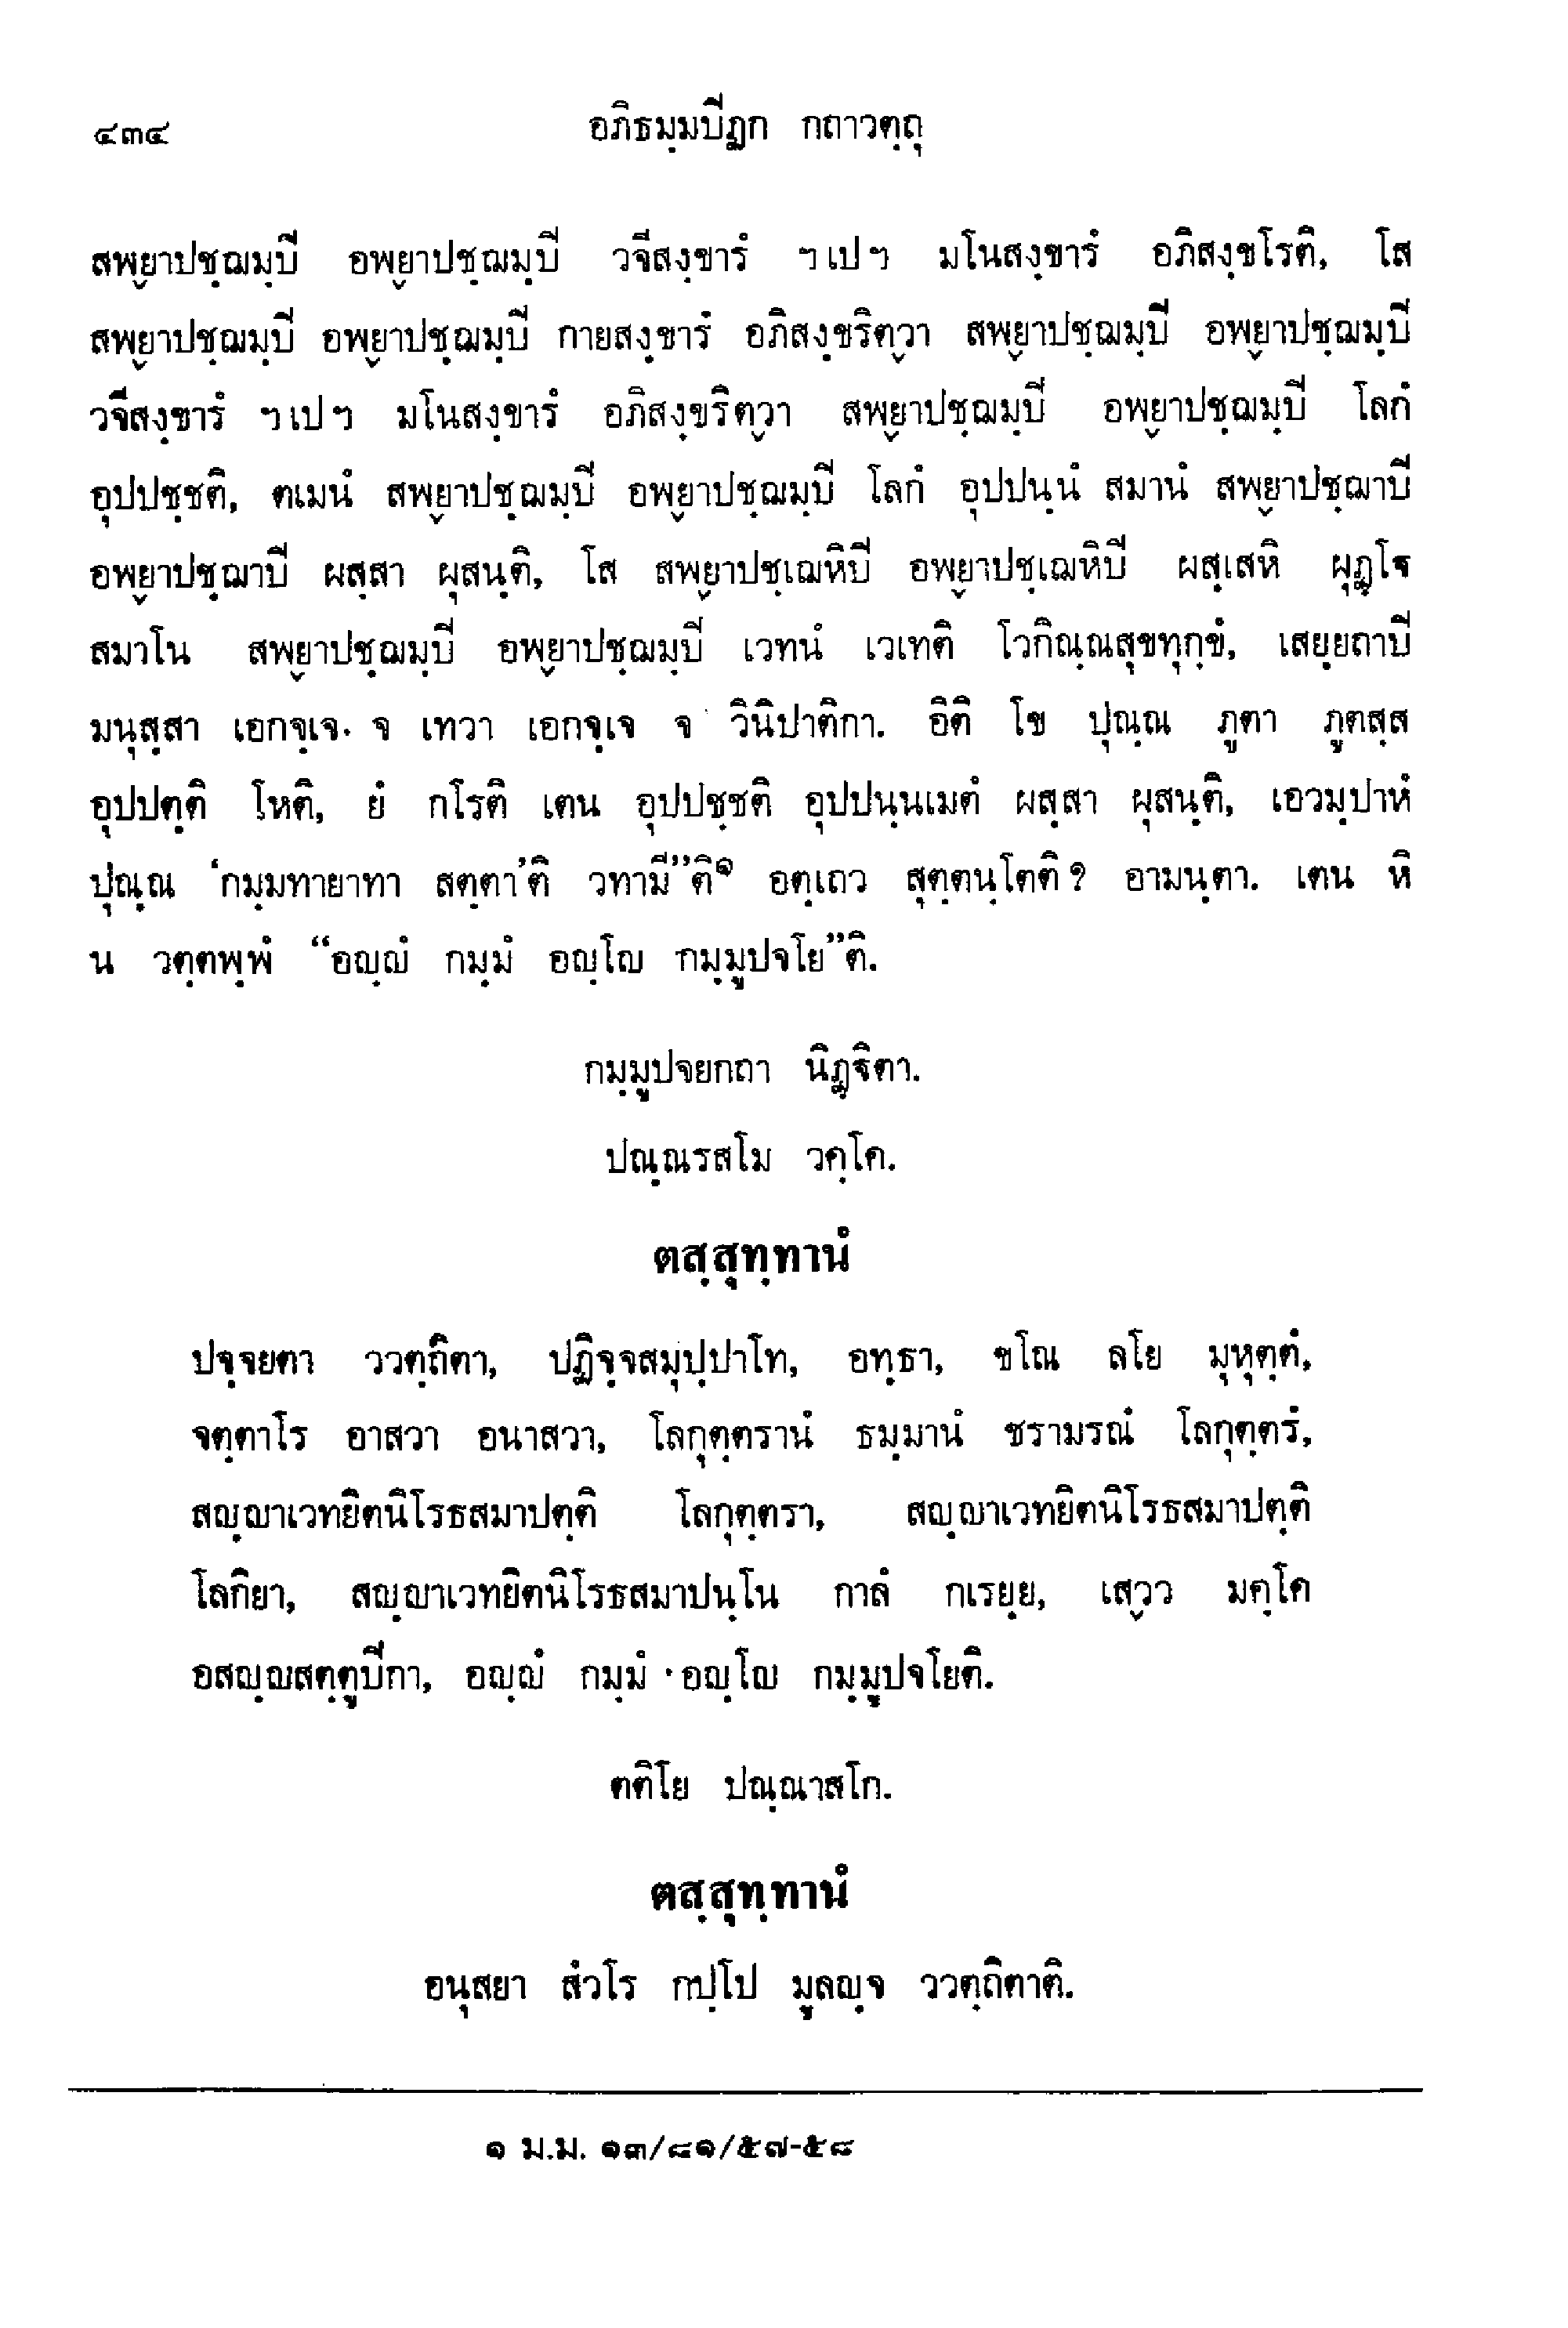 ๔๓๔ อภิธมฺมปิฏก กถาวตฺถุ
สพฺยาปชฺฌมฺปิ อพฺยาปชฺฌมฺปิ วจีสงฺขารํ ฯ เป ฯ มโนสงฺขารํ อภิสงฺขโรติ, โส
สพฺยาปชฺฌมฺปิ อพฺยาปชฺฌมฺปิ กายสงฺขารํ อภิสงฺขริตฺวา สพฺยาปชฺฌมฺปิ อพฺยาปชฺฌมฺปิ
วจีสงฺขารํ ฯ เป ฯ มโนสงฺขารํ อภิสงฺขริตฺวา สพฺยาปชฺฌมฺปิ อพฺยาปชฺฌมฺปิ โลกํ
อุปปชฺชติ, ตเมนํ สพฺยาปชฺฌมฺปิ อพฺยาปชฺฌมฺปิ โลกํ อุปปนฺนํ สมานํ สพฺยาปชฺฌาปิ
อพฺยาปชฺฌาปิ ผสฺสา ผุสนฺติ, โส สพฺยาปชฺเฌหิปิ อพฺยาปชฺเฌหิปิ ผสฺเสหิ ผุฏฺโฐ
สมาโน สพฺยาปชฺฌมฺปิ อพฺยาปชฺฌมฺปิ เวทนํ เวเทติ โวกิณฺณสุขทุกฺขํ, เสยฺยถาปิ
มนุสฺสา เอกจฺเจ จ เทวา เอกจฺเจ จ วินิปาติกา. อิติ โข ปุณฺณ ภูตา ภูตสฺส
อุปปตฺติ โหติ, ยํ กโรติ เตน อุปปชฺชติ อุปปนฺนเมตํ ผสฺสา ผุสนฺติ, เอวมฺปาหํ
ปุณฺณ ‘กมฺมทายาทา สตฺตา’ติ วทามี”ติ๑ อตฺเถว สุตฺตนฺโตติ? อามนฺตา. เตน หิ
น วตฺตพฺพํ “อญฺญํ กมฺมํ อญฺโญ กมฺมูปจโย”ติ.
กมฺมูปจยกถา นิฏฺฐิตา.
ปณฺณรสโม วคฺโค.
ตสฺสุทฺทานํ
ปจฺจยตา ววตฺถิตา, ปฏิจฺจสมุปฺปาโท, อทฺธา, ขโณ ลโย มุหุตฺตํ,
จตฺตาโร อาสวา อนาสวา, โลกุตฺตรานํ ธมฺมานํ ชรามรณํ โลกุตฺตรํ,
สญฺญาเวทยิตนิโรธสมาปตฺติ โลกุตฺตรา, สญฺญาเวทยิตนิโรธสมาปตฺติ
โลกิยา, สญฺญาเวทยิตนิโรธสมาปนฺโน กาลํ กเรยฺย, เสฺวว มคฺโค
อสญฺญสตฺตูปิกา, อญฺญํ กมฺมํ อญฺโญ กมฺมูปจโยติ.
ตติโย ปณฺณาสโก.
ตสฺสุทฺทานํ
อนุสยา สํวโร กปฺโป มูลญฺจ ววตฺถิตาติ.
๑ ม.ม. ๑๓/๘๑/๕๗-๕๘